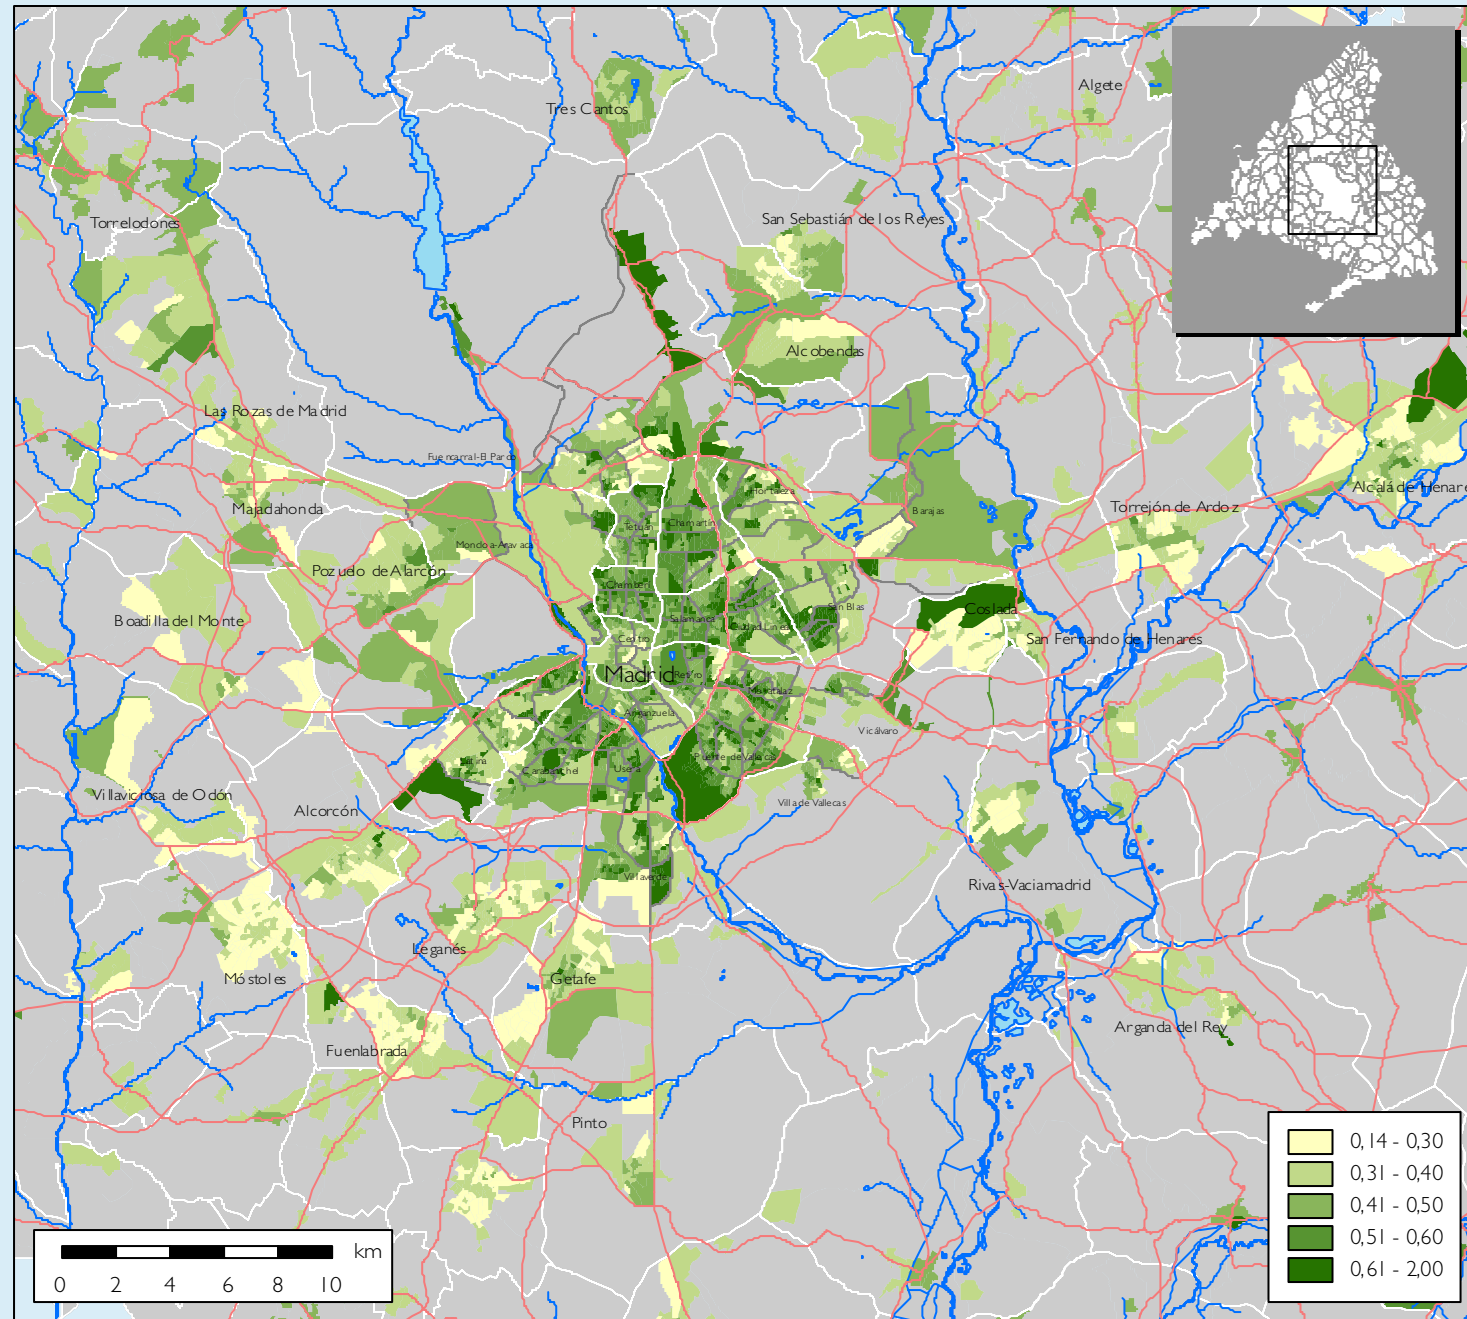 Algete
Tres Cantos
Torrelodones
San Sebastián de los Reyes
Alcobendas
Las Rozas de Madrid
Fuencarral-El Pardo
Alcalá de Henare
Majadahonda
Hortaleza
Barajas
Torrejón de Ardoz
Tetuán
Chamartín
Moncloa-Aravaca
Pozuelo de Alarcón
Chamberí
San Blas
Coslada
Boadilla del Monte
Salamanca
Ciudad Lineal
Centro
San Fernando de Henares
Madrid
Retiro
Moratalaz
Arganzuela
Vicálvaro
Latina
Carabanchel
Usera
Puente de Vallecas
Villaviciosa de Odón
Alcorcón
Villa de Vallecas
Villaverde
Rivas-Vaciamadrid
Leganés
Móstoles
Getafe
Arganda del Rey
Fuenlabrada
Pinto
0,14 - 0,30
0,31 - 0,40
0,41 - 0,50
0,51 - 0,60
0,61 - 2,00
km
0 2 4 6 8 10